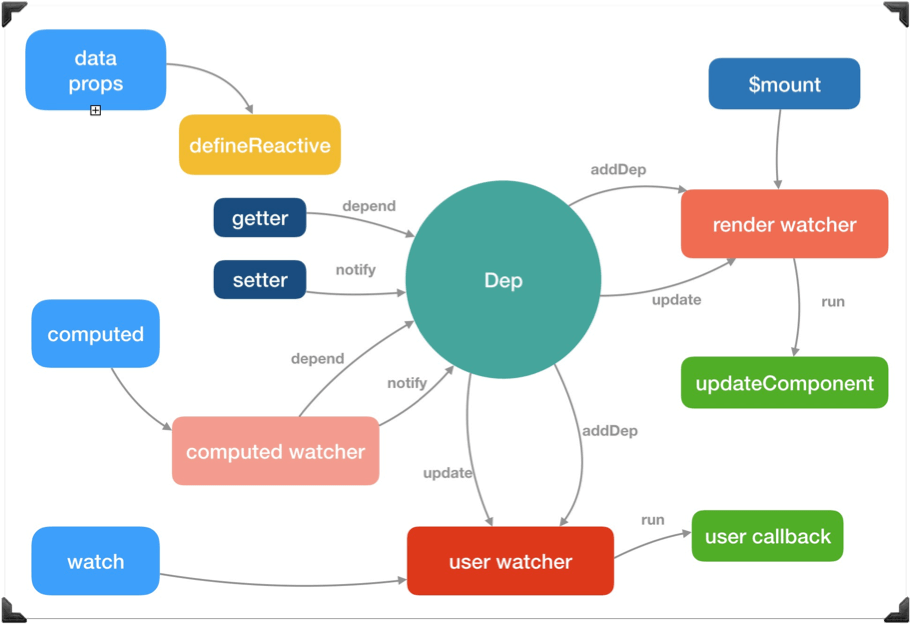 data
props
$mount
defineReactive
addDep
getter
depend
render watcher
setter
notify
Dep
update
run
computed
depend
notify
updateComponent
computed watcher
addDep
update
watch
user watcher
run
user callback